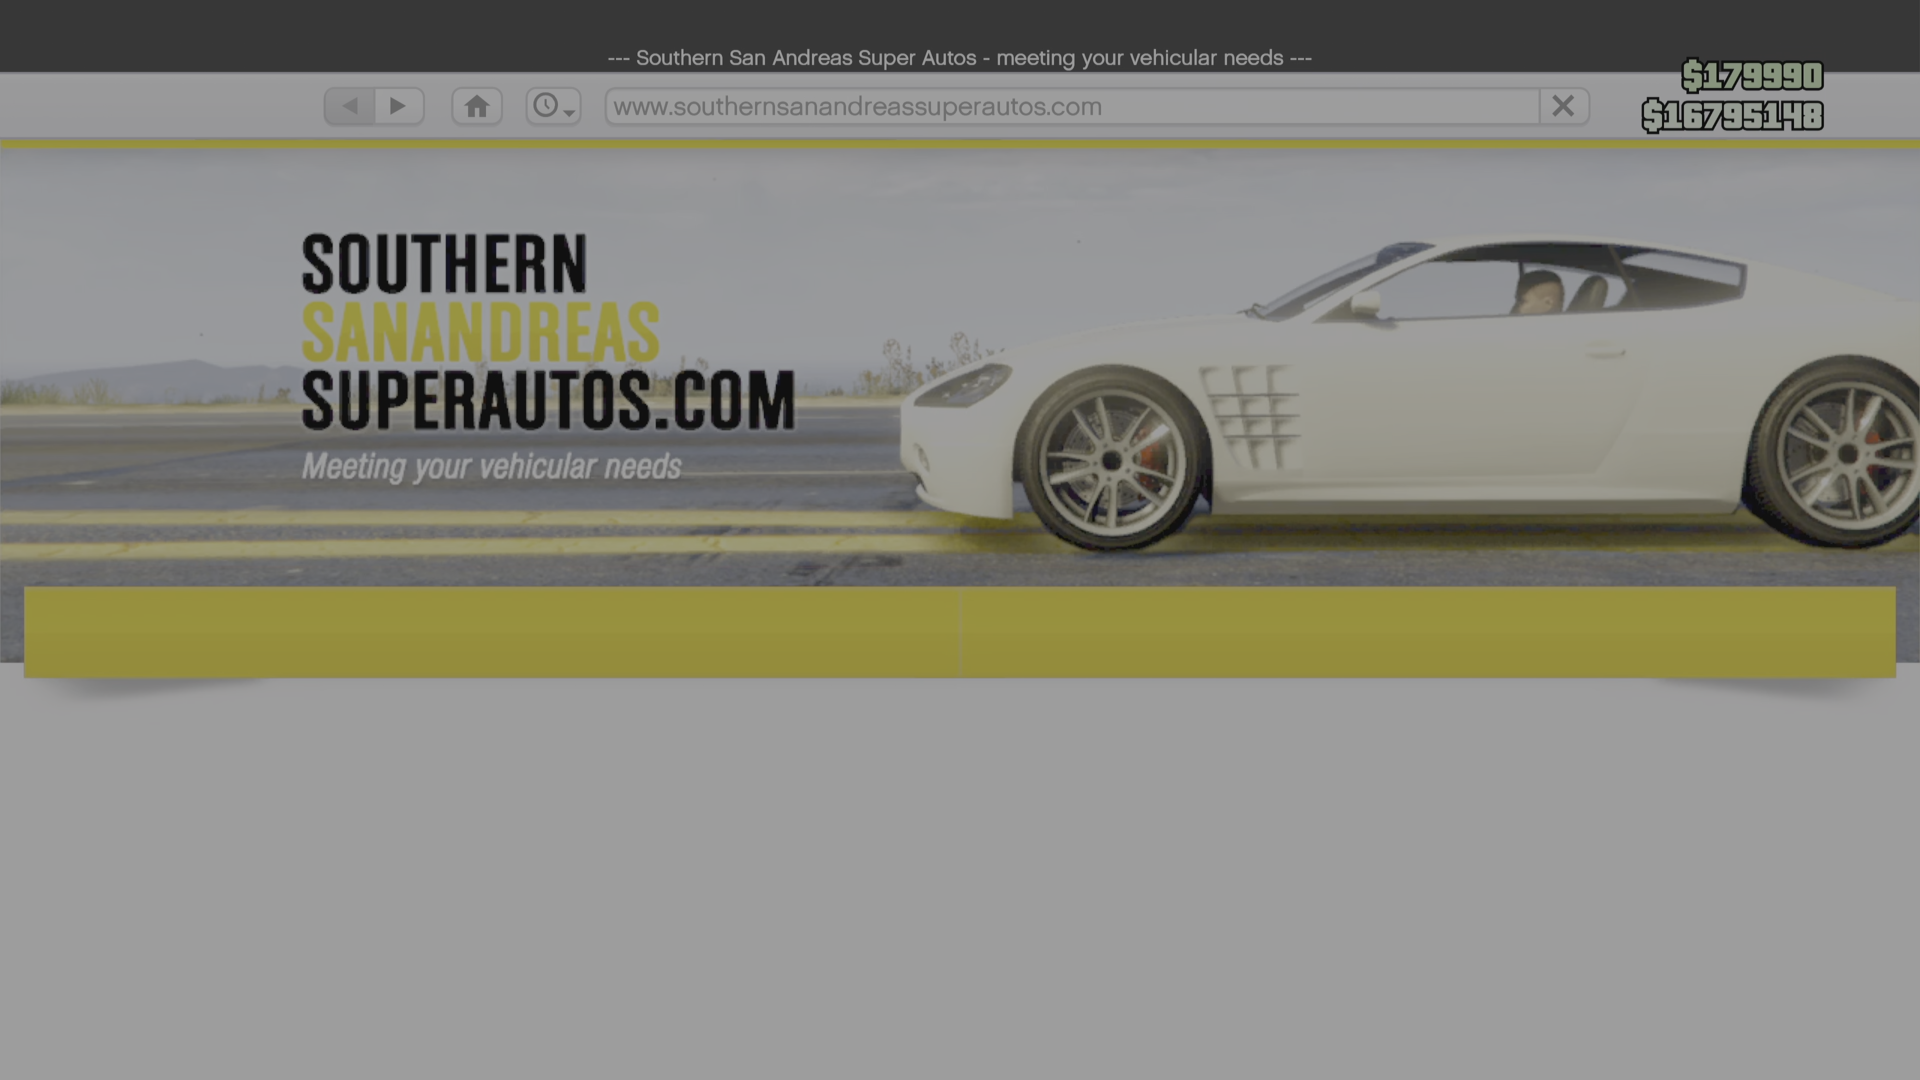 --- Southern San Andreas Super Autos - meeting your vehicular needs ---
$179990
www.southernsanandreassuperautos.com
$16795148
SOUTHERN
SANANDREAS
SUPERAUTOS.COM
Meeting your vehicular needs